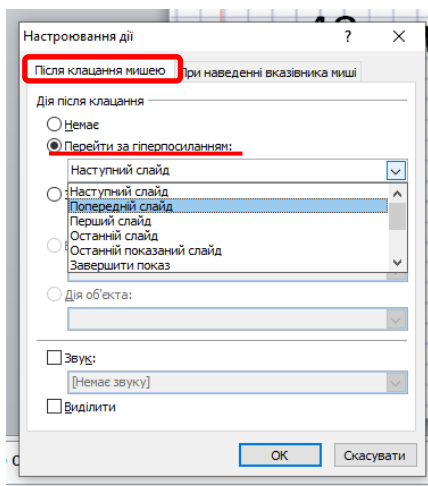 Настроювання дії ? ×
Після клацання мишею При наведенні вказівника миші
Дія після клацання
Немає
Перейти за гіперпосиланням:
Наступний слайд
Наступний слайд
Попередній слайд
Перший слайд
Останній слайд
Останній показаний слайд
Завершити показ
Дія об'єкта:
Звук:
[Немає звуку]
Виділити
ОК Скасувати